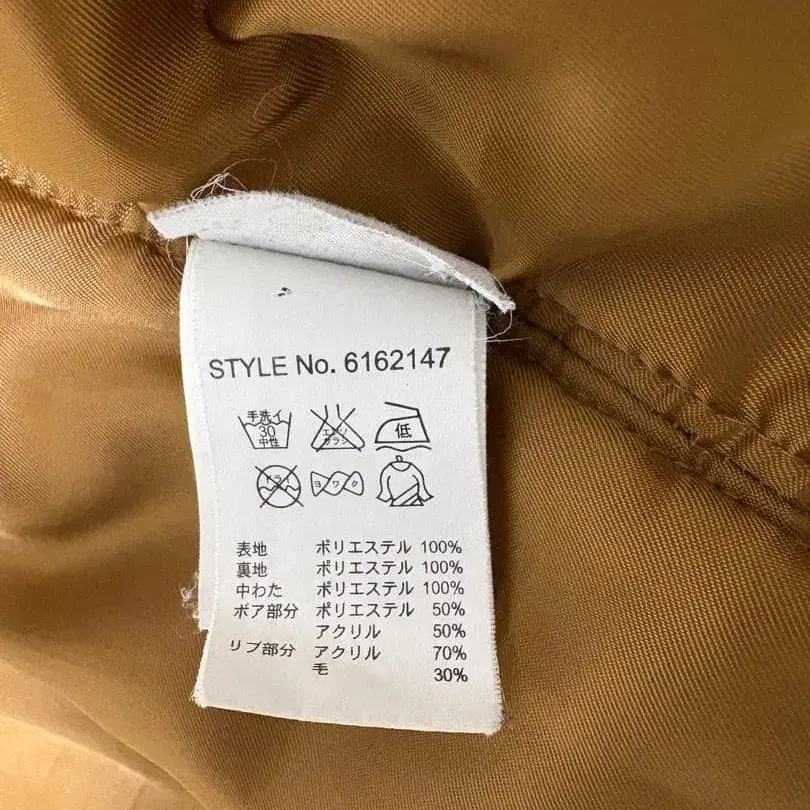 STYLE No. 6162147
手洗イ
30
中性
エンソ
サラシ
低
ドライ
ヨワク
表地 ポリエステル 100%
裏地 ポリエステル 100%
中わた ポリエステル 100%
ボア部分 ポリエステル 50%
アクリル 50%
リブ部分 アクリル 70%
毛 30%